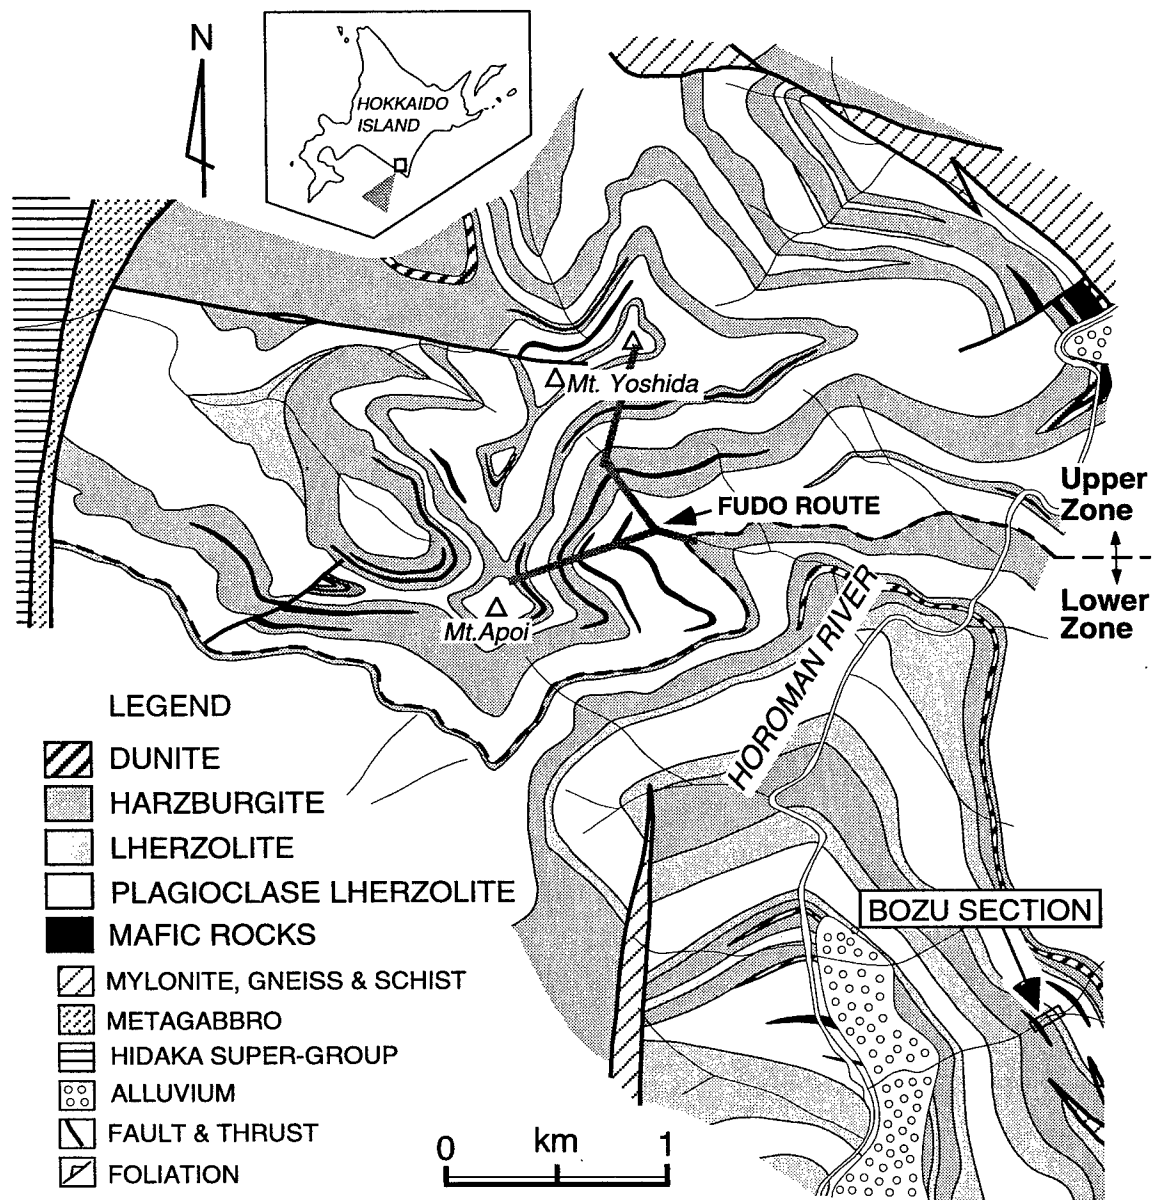 N
HOKKAIDO
ISLAND
Mt. Yoshida
FUDO ROUTE
Upper
Zone
Lower
Zone
Mt.Apoi
HOROMAN RIVER
LEGEND
DUNITE
HARZBURGITE
LHERZOLITE
PLAGIOCLASE LHERZOLITE
MAFIC ROCKS
MYLONITE, GNEISS & SCHIST
METAGABBRO
HIDAKA SUPER-GROUP
ALLUVIUM
FAULT & THRUST
FOLIATION
BOZU SECTION
0 km 1